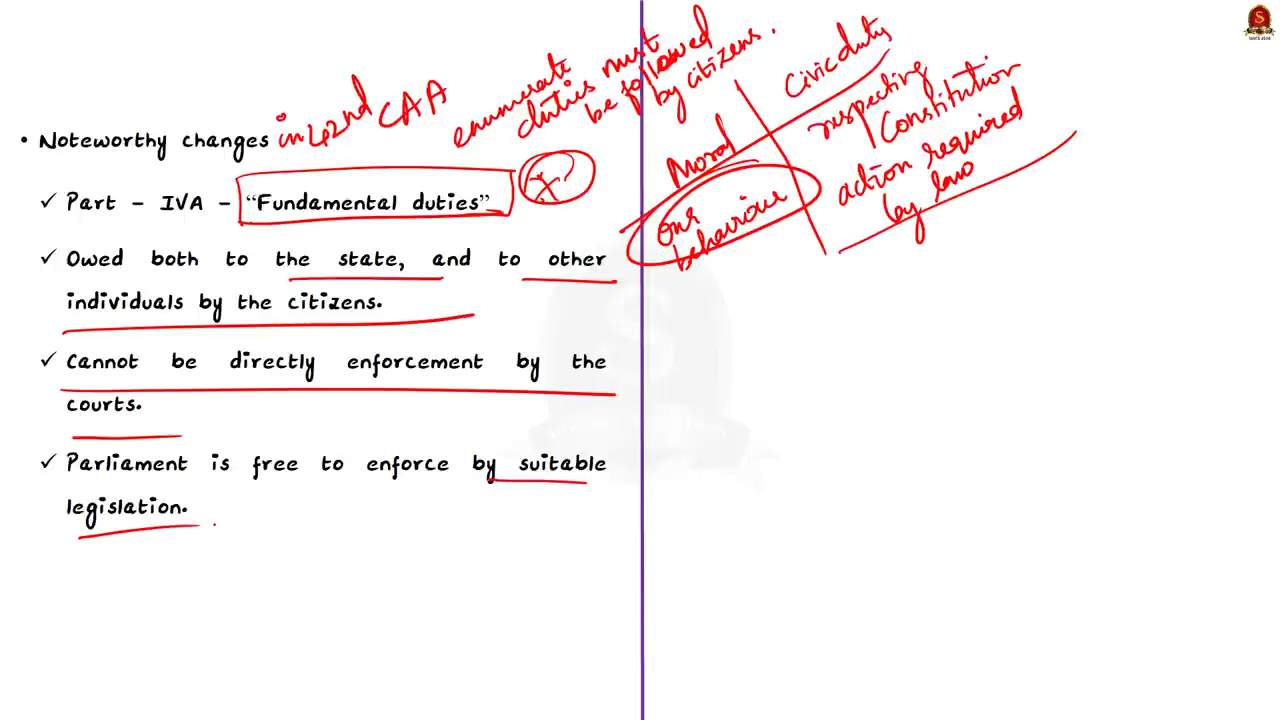 • Noteworthy changes in 42nd CAA
enumerate
duties must
be followed
by citizens.
✓ Part - IVA - “Fundamental duties”
✓ Owed both to the state, and to other
individuals by the citizens.
✓ Cannot be directly enforcement by the
courts.
✓ Parliament is free to enforce by suitable
legislation.
Moral
our
behaviour
Civic duty
respecting
Constitution
action required
by law
S